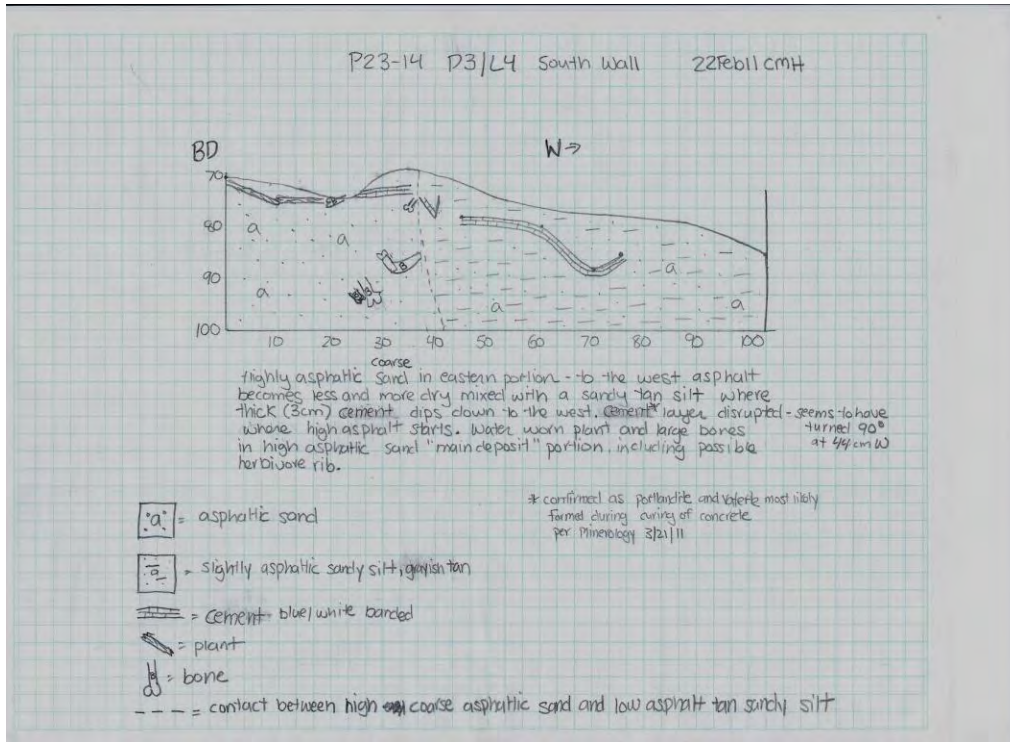 P23-14 D3/L4 South Wall 22Feb11 CMH
BD
W→
70
80
90
100
a
a
a
a
a
a
10 20 30 40 50 60 70 80 90 100
coarse
Highly asphaltic sand in eastern portion - to the west asphalt
becomes less and more dry mixed with a sandy tan silt where
thick (3cm) cement dips down to the west. cement* layer disrupted - seems to have
where high asphalt starts. Water worn plant and large bones turned 90°
in high asphaltic sand "main deposit" portion, including possible at 44cm W
herbivore rib.
* confirmed as portlandite and most likely
formed during curing of concrete
per Minerology 3/21/11
"a" = asphaltic sand
a = slightly asphaltic sandy silt, grayish tan
= cement blue/white banded
= plant
= bone
--- = contact between high coarse asphaltic sand and low asphalt tan sandy silt